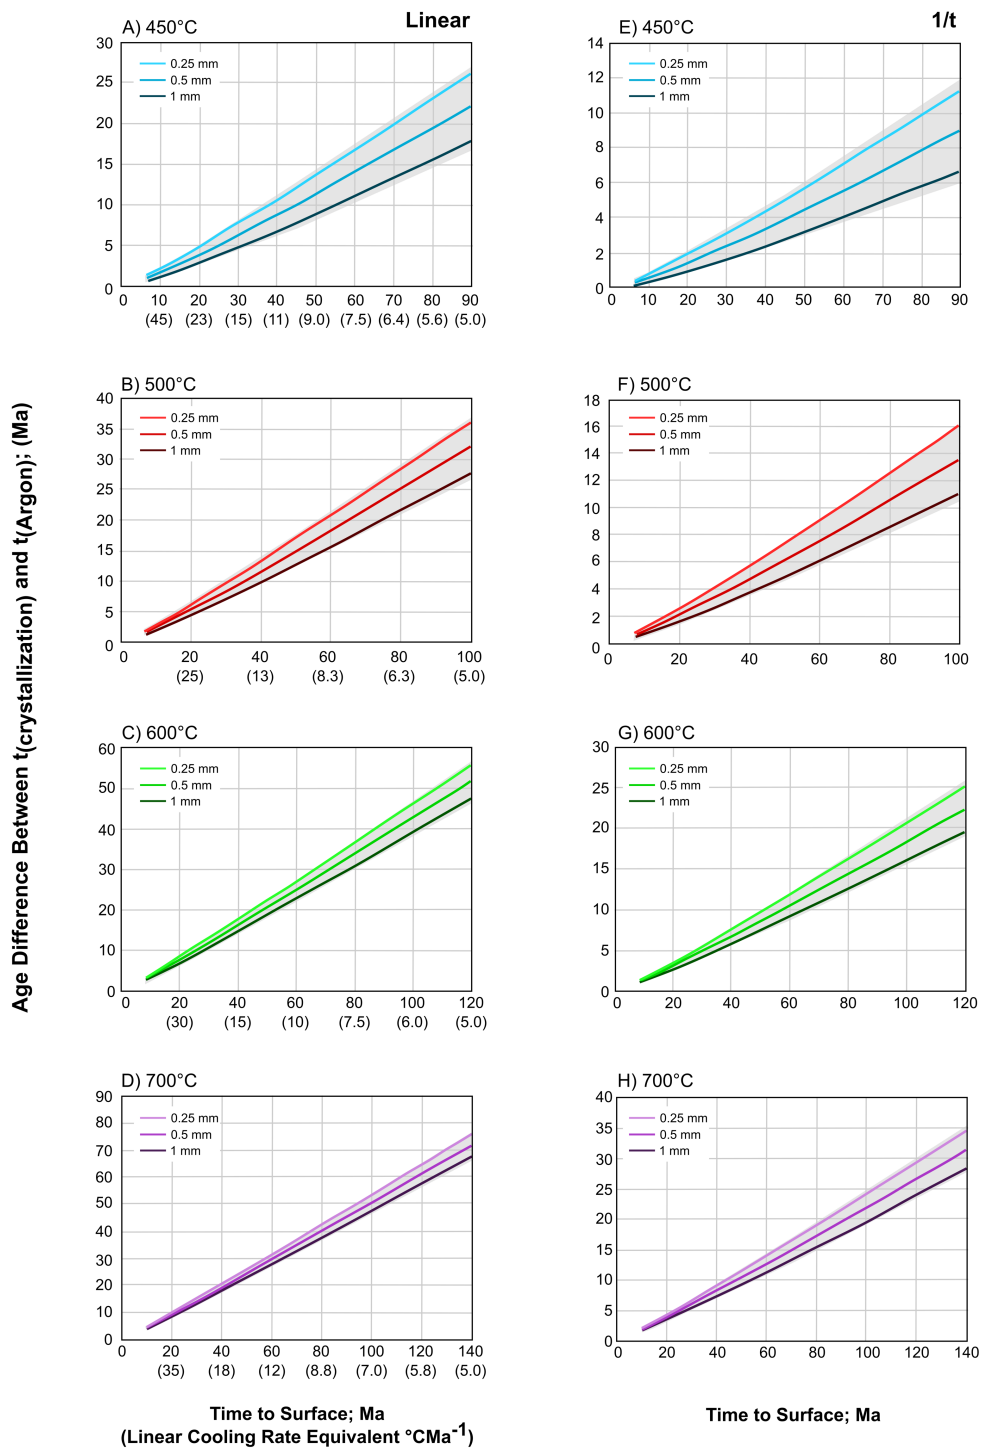 Linear
1/t
A) 450°C
0.25 mm
0.5 mm
1 mm
30
25
20
15
10
5
0
0 10 20 30 40 50 60 70 80 90
(45) (23) (15) (11) (9.0) (7.5) (6.4) (5.6) (5.0)
E) 450°C
0.25 mm
0.5 mm
1 mm
14
12
10
8
6
4
2
0
0 10 20 30 40 50 60 70 80 90
B) 500°C
0.25 mm
0.5 mm
1 mm
40
35
30
25
20
15
10
5
0
0 20 40 60 80 100
(25) (13) (8.3) (6.3) (5.0)
F) 500°C
0.25 mm
0.5 mm
1 mm
18
16
14
12
10
8
6
4
2
0
0 20 40 60 80 100
C) 600°C
0.25 mm
0.5 mm
1 mm
60
50
40
30
20
10
0
0 20 40 60 80 100 120
(30) (15) (10) (7.5) (6.0) (5.0)
G) 600°C
0.25 mm
0.5 mm
1 mm
30
25
20
15
10
5
0
0 20 40 60 80 100 120
D) 700°C
0.25 mm
0.5 mm
1 mm
90
80
70
60
50
40
30
20
10
0
0 20 40 60 80 100 120 140
(35) (18) (12) (8.8) (7.0) (5.8) (5.0)
H) 700°C
0.25 mm
0.5 mm
1 mm
40
35
30
25
20
15
10
5
0
0 20 40 60 80 100 120 140
Age Difference Between t(crystallization) and t(Argon); (Ma)
Time to Surface; Ma
(Linear Cooling Rate Equivalent °CMa-1)
Time to Surface; Ma